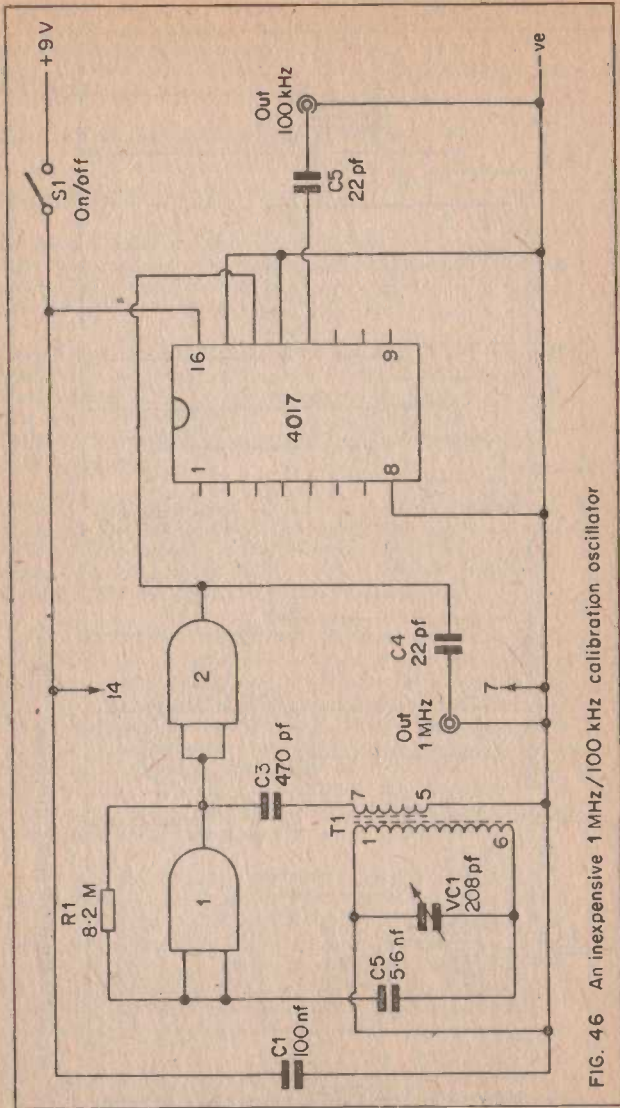 +9 V
S1
On/off
14
R1
8·2 M
1
2
C3
470 pf
T1
1
7
5
6
VC1
208 pf
C5
5·6 nf
C1
100 nf
C4
22 pf
Out
1 MHz
7
4017
1
16
8
9
C5
22 pf
Out
100 kHz
-ve
FIG. 46 An inexpensive 1 MHz/100 kHz calibration oscillator